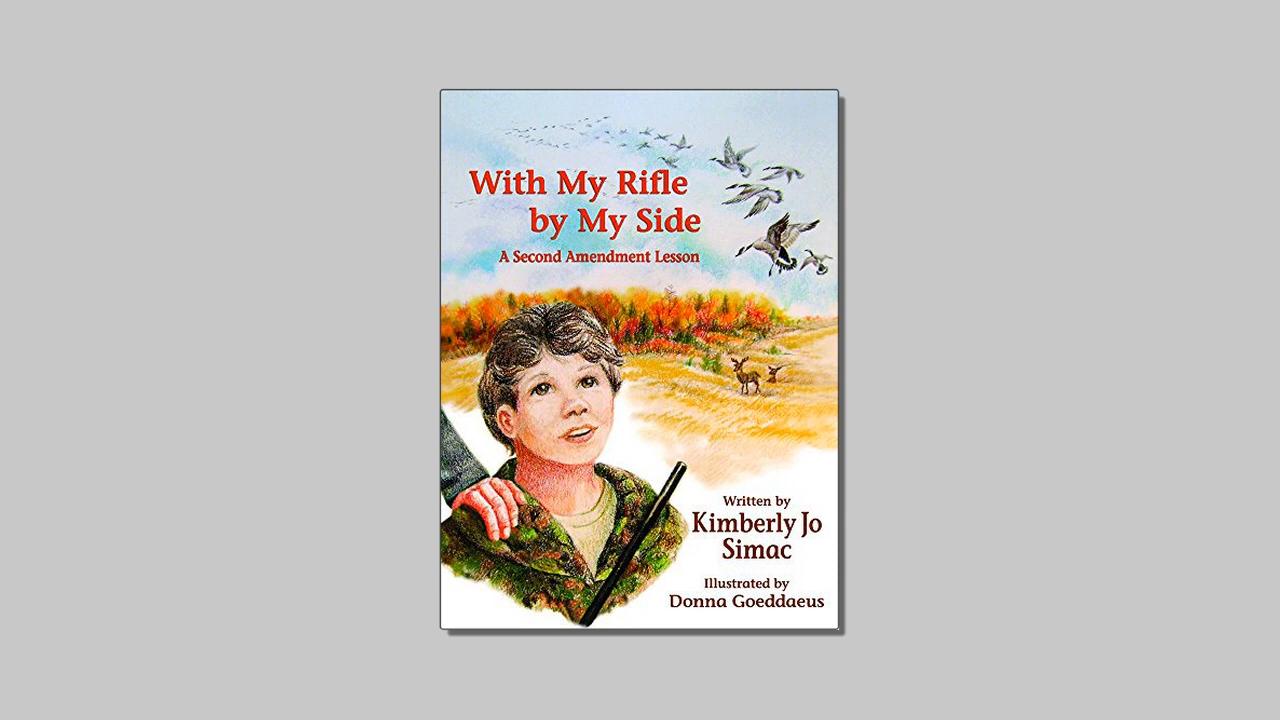 With My Rifle
by My Side
A Second Amendment Lesson
Written by
Kimberly Jo
Simac
Illustrated by
Donna Goeddaeus